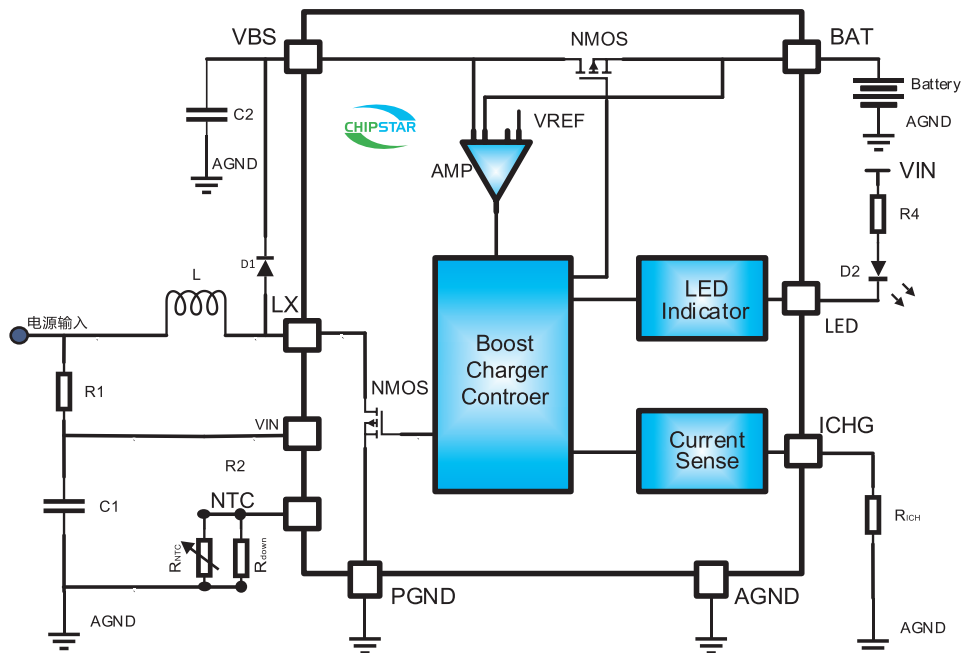 VBS
NMOS
BAT
C2
CHIPSTAR
VREF
Battery
AGND
AGND
AMP
VIN
R4
D1
D2
L
LX
LED
Indicator
LED
电源输入
Boost
Charger
Controer
R1
NMOS
VIN
ICHG
Current
Sense
R2
NTC
C1
RICH
RNTC
Rdown
PGND
AGND
AGND
AGND